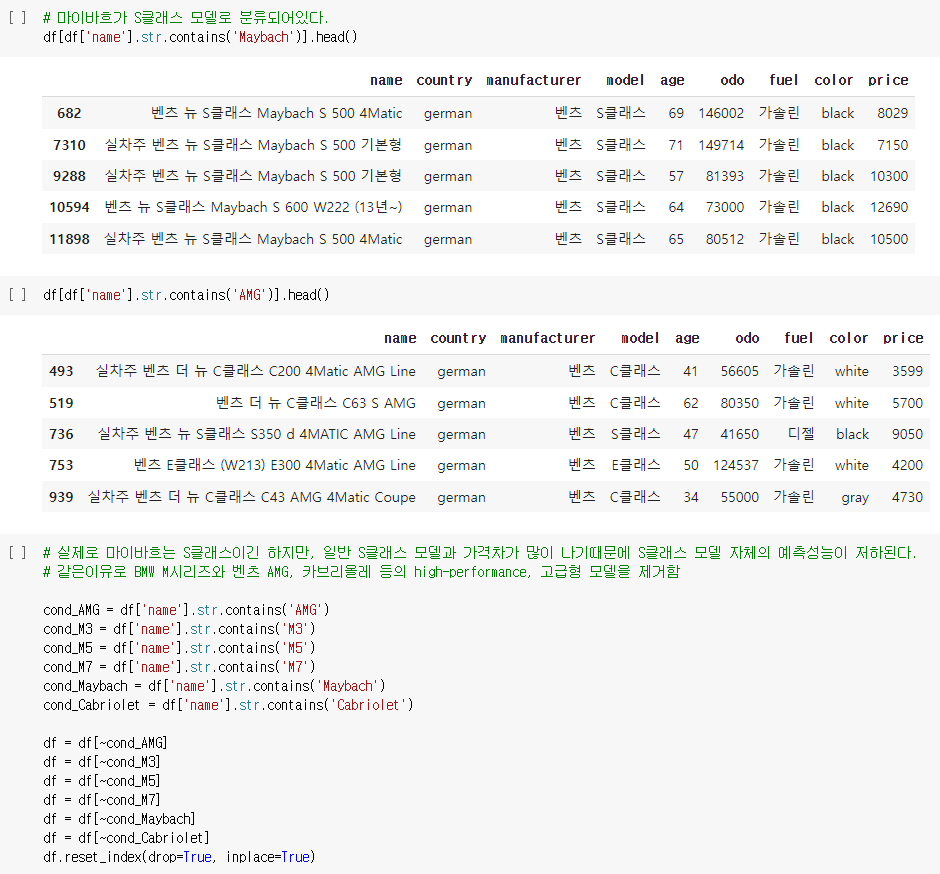 [ ] # 마이바흐가 S클래스 모델로 분류되어있다.
df[df['name'].str.contains('Maybach')].head()
name country manufacturer model age odo fuel color price
682 벤츠 뉴 S클래스 Maybach S 500 4Matic german 벤츠 S클래스 69 146002 가솔린 black 8029
7310 실차주 벤츠 뉴 S클래스 Maybach S 500 기본형 german 벤츠 S클래스 71 149714 가솔린 black 7150
9288 실차주 벤츠 뉴 S클래스 Maybach S 500 기본형 german 벤츠 S클래스 57 81393 가솔린 black 10300
10594 벤츠 뉴 S클래스 Maybach S 600 W222 (13년~) german 벤츠 S클래스 64 73000 가솔린 black 12690
11898 실차주 벤츠 뉴 S클래스 Maybach S 500 4Matic german 벤츠 S클래스 65 80512 가솔린 black 10500
[ ] df[df['name'].str.contains('AMG')].head()
name country manufacturer model age odo fuel color price
493 실차주 벤츠 더 뉴 C클래스 C200 4Matic AMG Line german 벤츠 C클래스 41 56605 가솔린 white 3599
519 벤츠 더 뉴 C클래스 C63 S AMG german 벤츠 C클래스 62 80350 가솔린 white 5700
736 실차주 벤츠 뉴 S클래스 S350 d 4MATIC AMG Line german 벤츠 S클래스 47 41650 디젤 black 9050
753 벤츠 E클래스 (W213) E300 4Matic AMG Line german 벤츠 E클래스 50 124537 가솔린 white 4200
939 실차주 벤츠 더 뉴 C클래스 C43 AMG 4Matic Coupe german 벤츠 C클래스 34 55000 가솔린 gray 4730
[ ] # 실제로 마이바흐는 S클래스이긴 하지만, 일반 S클래스 모델과 가격차가 많이 나기때문에 S클래스 모델 자체의 예측성능이 저하된다.
# 같은이유로 BMW M시리즈와 벤츠 AMG, 카브리올레 등의 high-performance, 고급형 모델을 제거함
cond_AMG = df['name'].str.contains('AMG')
cond_M3 = df['name'].str.contains('M3')
cond_M5 = df['name'].str.contains('M5')
cond_M7 = df['name'].str.contains('M7')
cond_Maybach = df['name'].str.contains('Maybach')
cond_Cabriolet = df['name'].str.contains('Cabriolet')
df = df[~cond_AMG]
df = df[~cond_M3]
df = df[~cond_M5]
df = df[~cond_M7]
df = df[~cond_Maybach]
df = df[~cond_Cabriolet]
df.reset_index(drop=True, inplace=True)